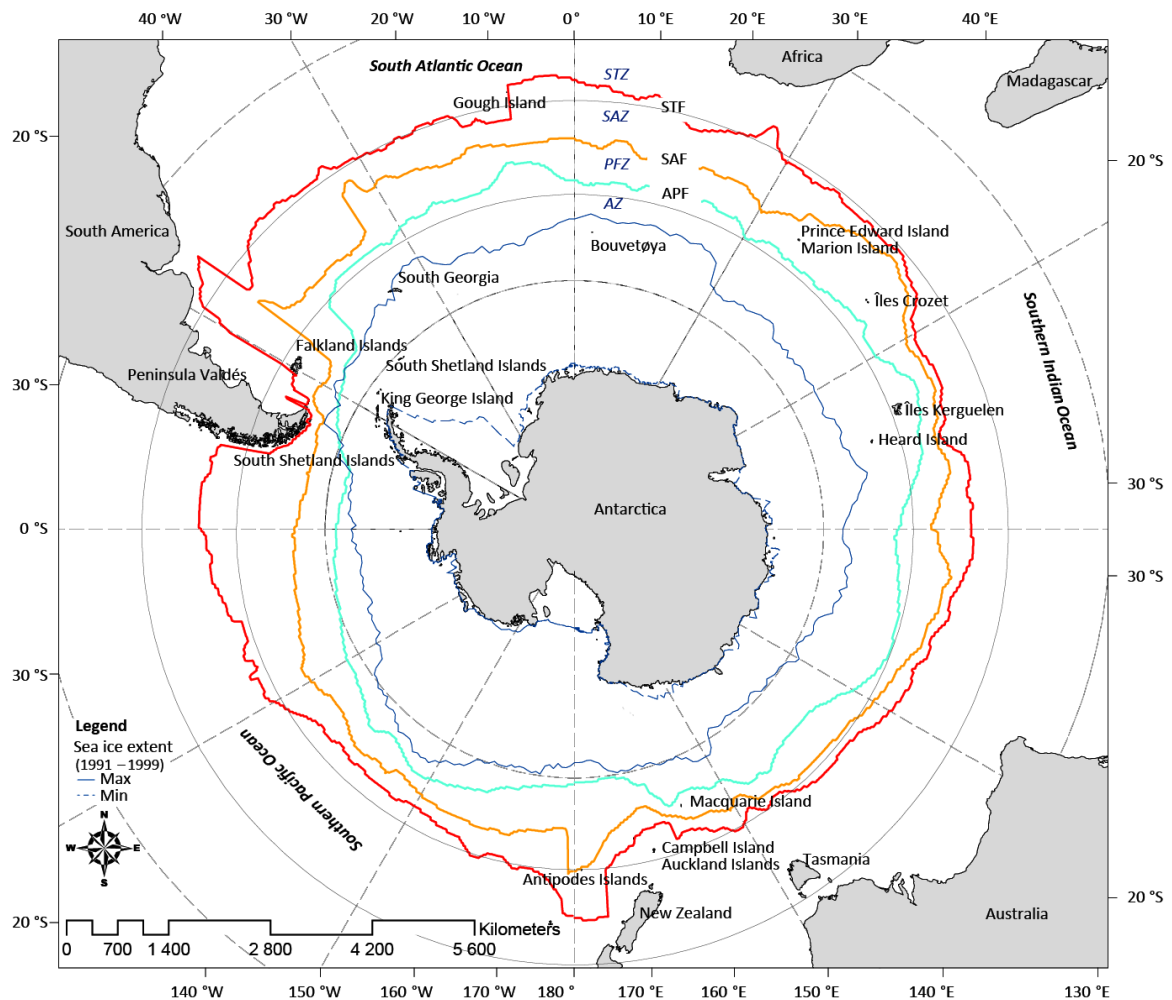 40 °W 30 °W 20 °W 10 °W 0° 10 °E 20 °E 30 °E 40 °E
South Atlantic Ocean
STZ
Africa
Madagascar
Gough Island
STF
SAZ
20 °S
SAF
PFZ
20 °S
APF
AZ
South America
Prince Edward Island
Marion Island
Bouvetøya
South Georgia
Îles Crozet
Southern Indian Ocean
Falkland Islands
South Shetland Islands
30 °S
Peninsula Valdés
King George Island
Îles Kerguelen
Heard Island
South Shetland Islands
30 °S
Antarctica
0 °S
30 °S
30 °S
Southern Pacific Ocean
Legend
Sea ice extent
(1991 – 1999)
Max
Min
N
W E
S
Macquarie Island
Campbell Island
Auckland Islands
Tasmania
Antipodes Islands
20 °S
New Zealand
Australia
20 °S
Kilometers
0 700 1 400 2 800 4 200 5 600
140 °W 150 °W 160 °W 170 °W 180 ° 170 °E 160 °E 150 °E 140 °E 130 °E